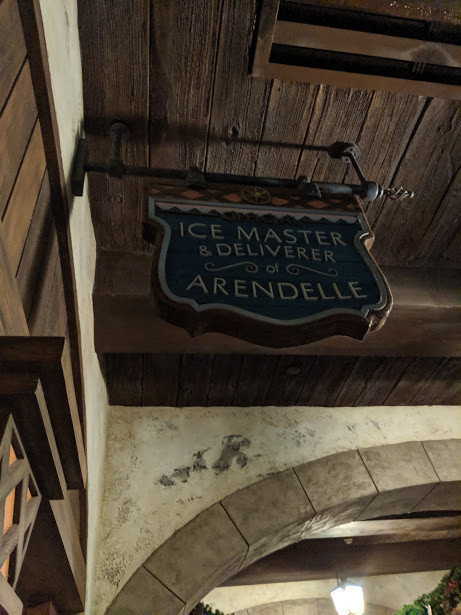 ICE MASTER
& DELIVERER
of
ARENDELLE